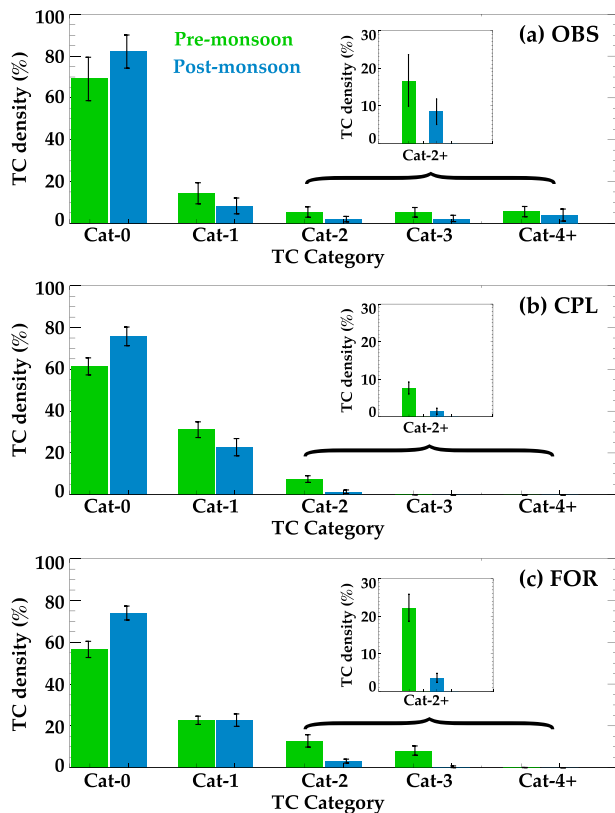 100
80
60
40
20
0
TC density (%)
Pre-monsoon
Post-monsoon
(a) OBS
30
20
10
0
TC density (%)
Cat-2+
Cat-0 Cat-1 Cat-2 Cat-3 Cat-4+
TC Category
100
80
60
40
20
0
TC density (%)
(b) CPL
30
20
10
0
TC density (%)
Cat-2+
Cat-0 Cat-1 Cat-2 Cat-3 Cat-4+
TC Category
100
80
60
40
20
0
TC density (%)
(c) FOR
30
20
10
0
TC density (%)
Cat-2+
Cat-0 Cat-1 Cat-2 Cat-3 Cat-4+
TC Category